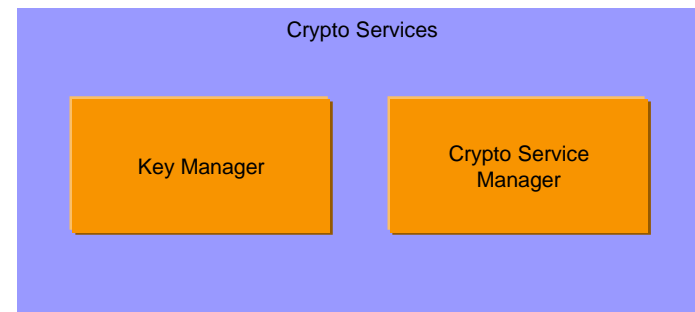 Crypto Services
Key Manager
Crypto Service
Manager